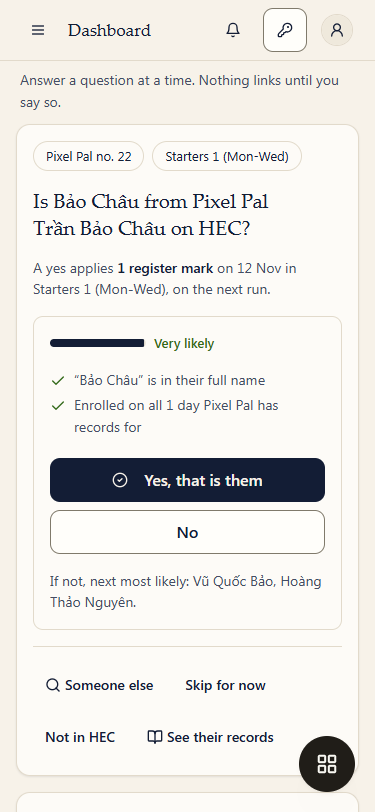 Dashboard
Answer a question at a time. Nothing links until you
say so.
Pixel Pal no. 22
Starters 1 (Mon-Wed)
Is Bảo Châu from Pixel Pal
Trần Bảo Châu on HEC?
A yes applies 1 register mark on 12 Nov in
Starters 1 (Mon-Wed), on the next run.
Very likely
“Bảo Châu” is in their full name
Enrolled on all 1 day Pixel Pal has
records for
Yes, that is them
No
If not, next most likely: Vũ Quốc Bảo, Hoàng
Thảo Nguyên.
Someone else
Skip for now
Not in HEC
See their records